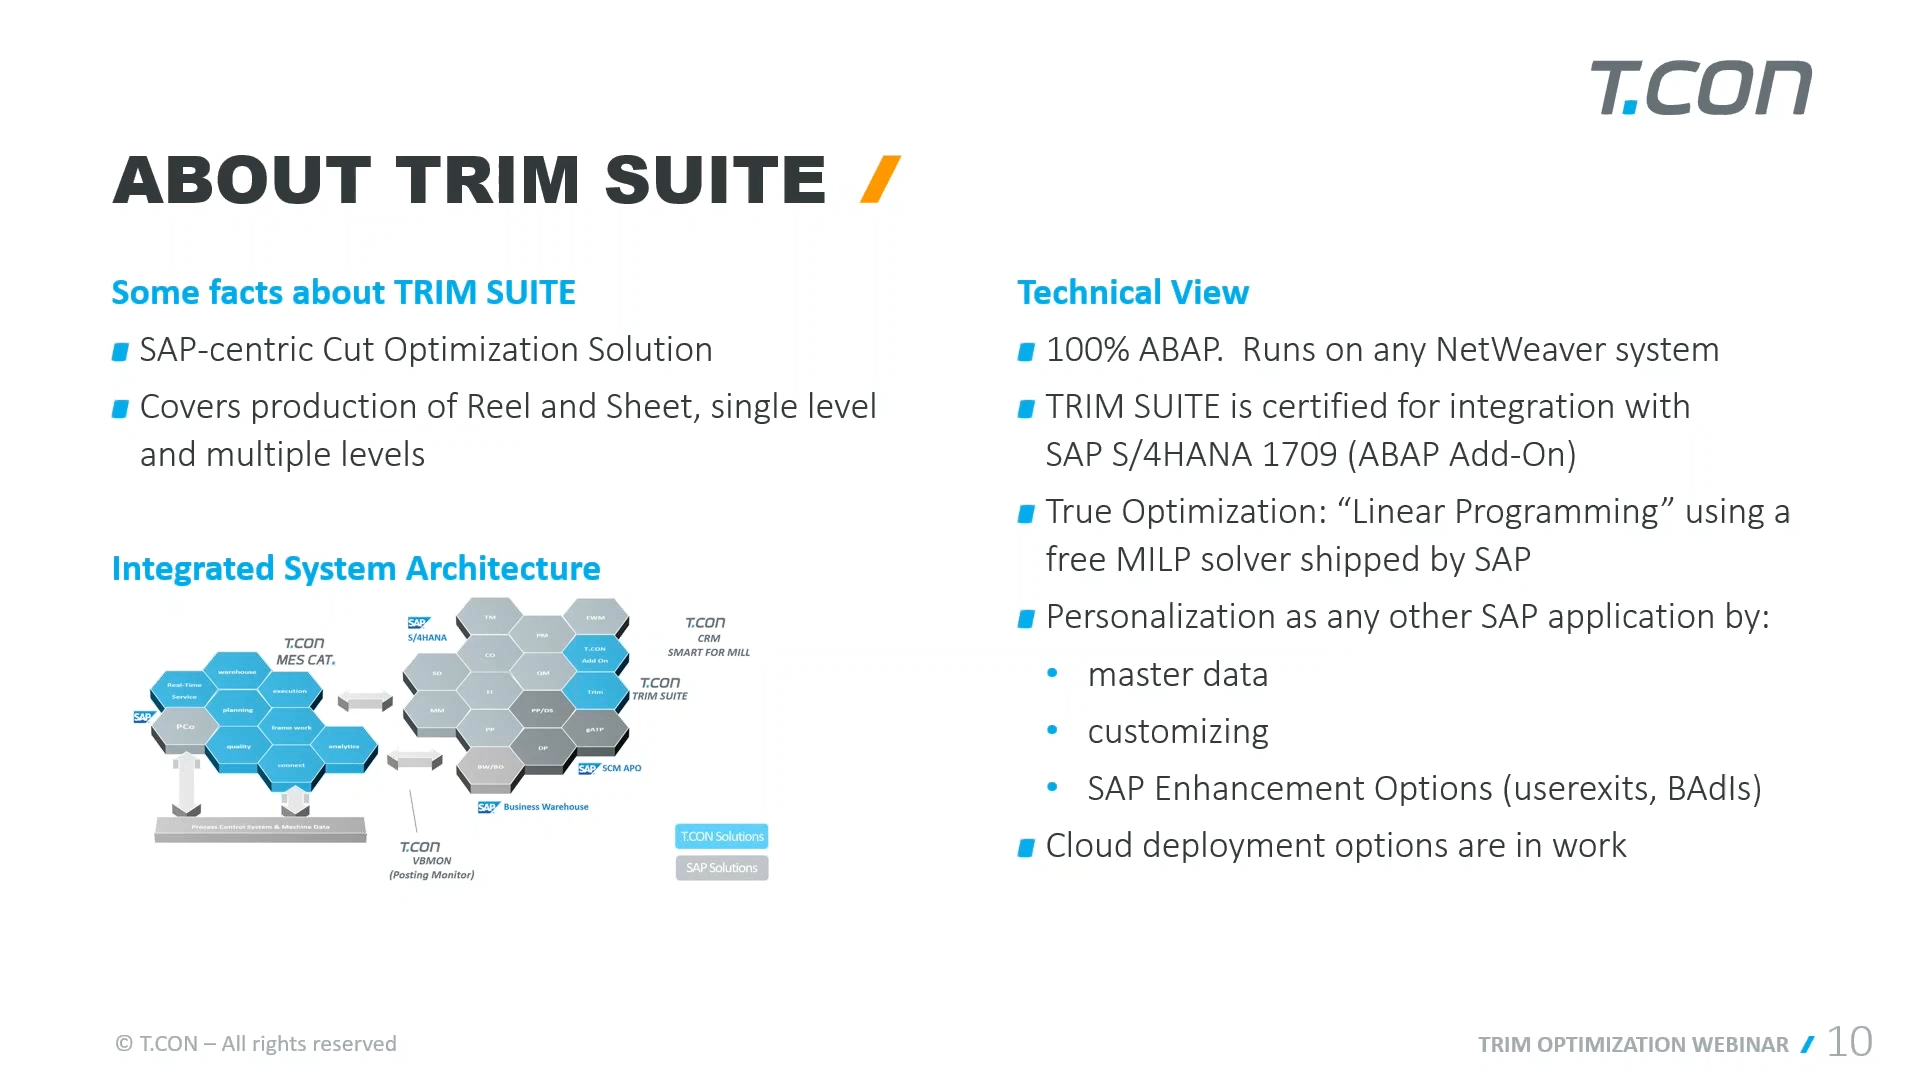 T.CON
ABOUT TRIM SUITE /
Some facts about TRIM SUITE
SAP-centric Cut Optimization Solution
Covers production of Reel and Sheet, single level
and multiple levels
Integrated System Architecture
T.CON
MES CAT.
Real-Time
Service
warehouse
execution
planning
SAP
PCo
frame work
quality
analytics
connect
Process Control System & Machine Data
SAP
S/4HANA
TM
EWM
PM
CO
T.CON
Add On
SD
QM
FI
Trim
MM
PP/DS
PP
gATP
DP
BW/BO
T.CON
CRM
SMART FOR MILL
T.CON
TRIM SUITE
SAP SCM APO
SAP Business Warehouse
T.CON
VBMON
(Posting Monitor)
T.CON Solutions
SAP Solutions
Technical View
100% ABAP.  Runs on any NetWeaver system
TRIM SUITE is certified for integration with
SAP S/4HANA 1709 (ABAP Add-On)
True Optimization: “Linear Programming” using a
free MILP solver shipped by SAP
Personalization as any other SAP application by:
• master data
• customizing
• SAP Enhancement Options (userexits, BAdIs)
Cloud deployment options are in work
© T.CON – All rights reserved
TRIM OPTIMIZATION WEBINAR / 10